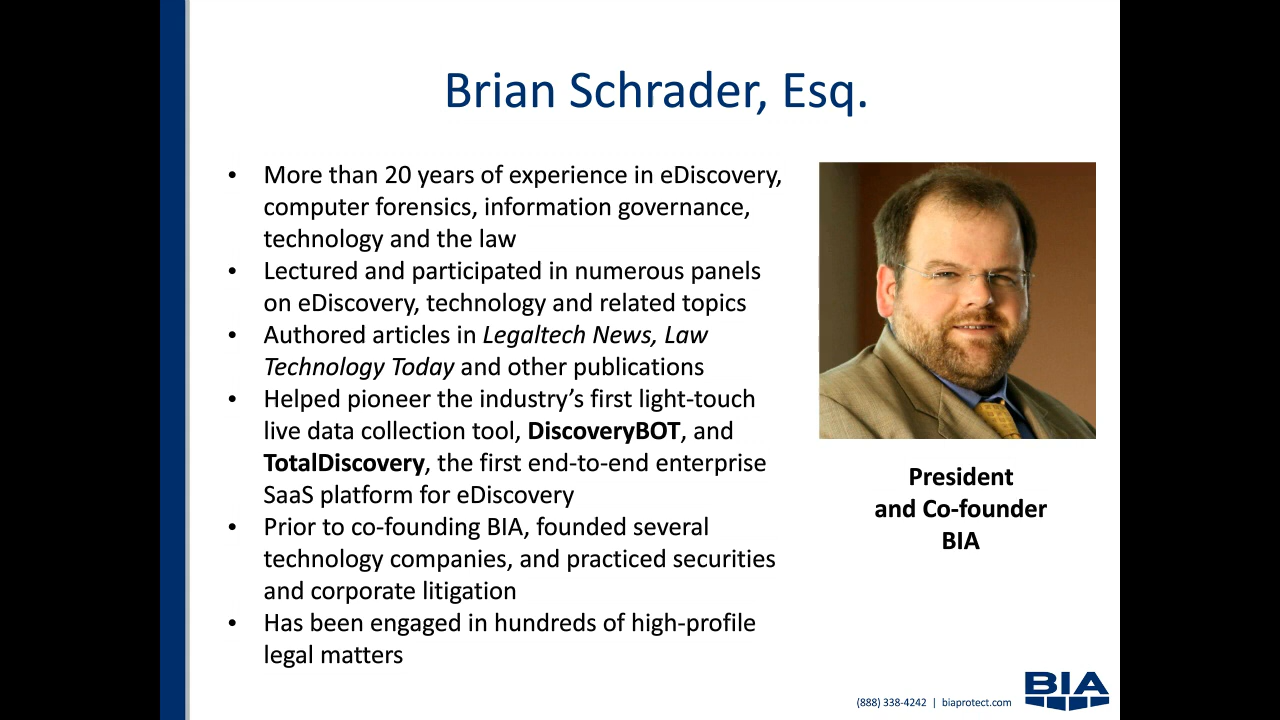 Brian Schrader, Esq.
• More than 20 years of experience in eDiscovery,
computer forensics, information governance,
technology and the law
• Lectured and participated in numerous panels
on eDiscovery, technology and related topics
• Authored articles in Legaltech News, Law
Technology Today and other publications
• Helped pioneer the industry’s first light-touch
live data collection tool, DiscoveryBOT, and
TotalDiscovery, the first end-to-end enterprise
SaaS platform for eDiscovery
• Prior to co-founding BIA, founded several
technology companies, and practiced securities
and corporate litigation
• Has been engaged in hundreds of high-profile
legal matters
President
and Co-founder
BIA
(888) 338-4242 | biaprotect.com
BIA